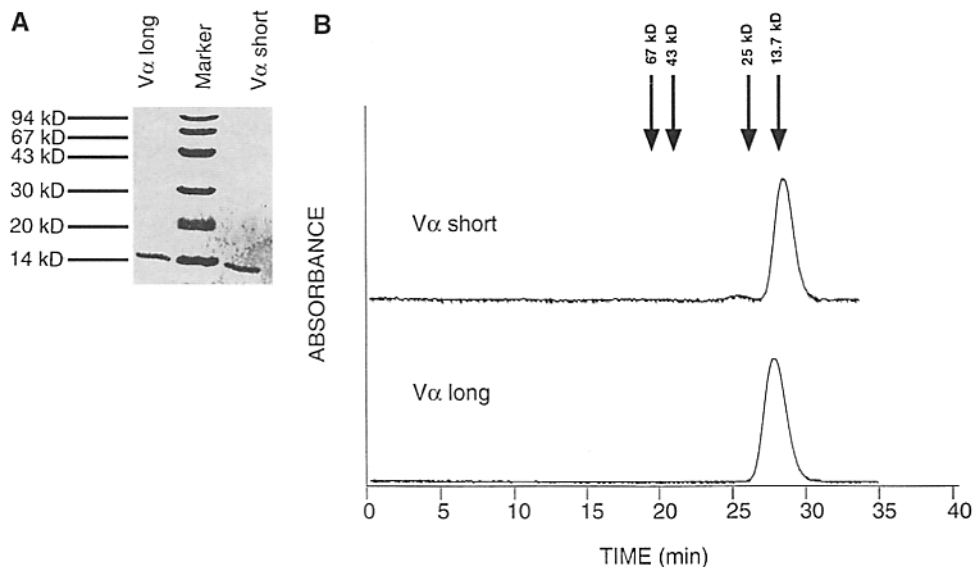 A
Vα long
Marker
Vα short
94 kD
67 kD
43 kD
30 kD
20 kD
14 kD
B
67 kD
43 kD
25 kD
13.7 kD
Vα short
Vα long
ABSORBANCE
0 5 10 15 20 25 30 35 40
TIME (min)